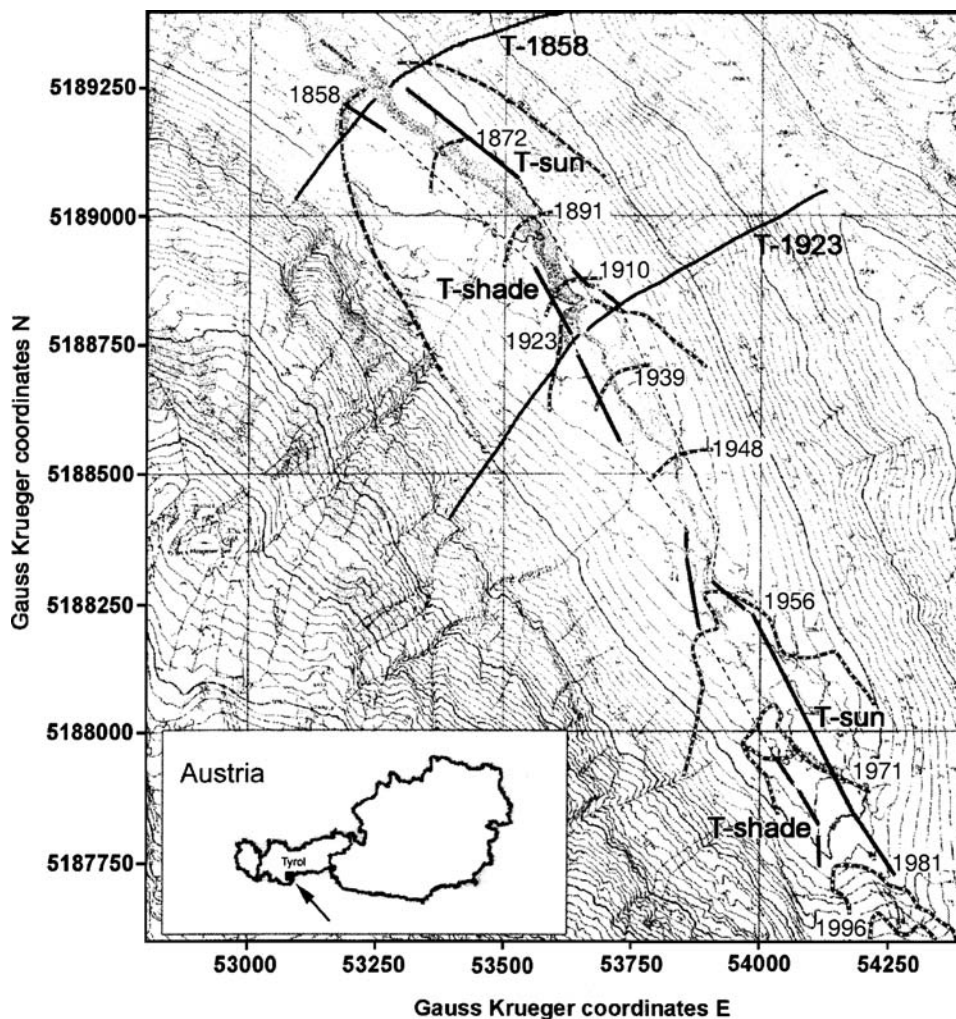 T-1858
5189250
1858
1872
T-sun
5189000
1891
T-1923
1910
T-shade
5188750
1923
1939
1948
5188500
Gauss Krueger coordinates N
5188250
1956
5188000
T-sun
Austria
1971
T-shade
Tyrol
5187750
1981
1996
53000 53250 53500 53750 54000 54250
Gauss Krueger coordinates E